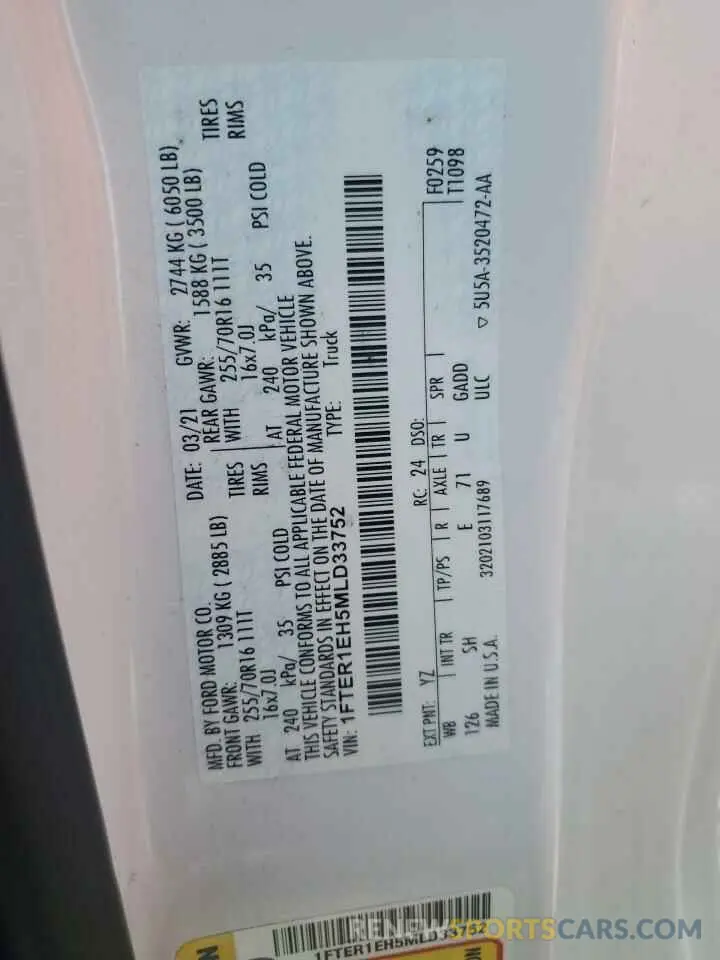 MFD. BY FORD MOTOR CO.
DATE: 03/21
GVWR: 2744 KG ( 6050 LB)
FRONT GAWR: 1309 KG ( 2885 LB)
REAR GAWR: 1588 KG ( 3500 LB)
WITH 255/70R16 111T TIRES
WITH 255/70R16 111T TIRES
16x7.0J RIMS
16x7.0J RIMS
AT 240 kPa/ 35 PSI COLD
AT 240 kPa/ 35 PSI COLD
THIS VEHICLE CONFORMS TO ALL APPLICABLE FEDERAL MOTOR VEHICLE
SAFETY STANDARDS IN EFFECT ON THE DATE OF MANUFACTURE SHOWN ABOVE.
VIN: 1FTER1EH5MLD33752
TYPE: Truck
EXT PNT: YZ RC: 24 DSO: F0259
WB INT TR TP/PS R AXLE TR SPR T1098
126 SH E 71 U GADD
MADE IN U.S.A. 3202103117689 ULC ▽ 5U5A-3520472-AA
1FTER1EH5MLD33752
RENEWSPORTSCARS.COM